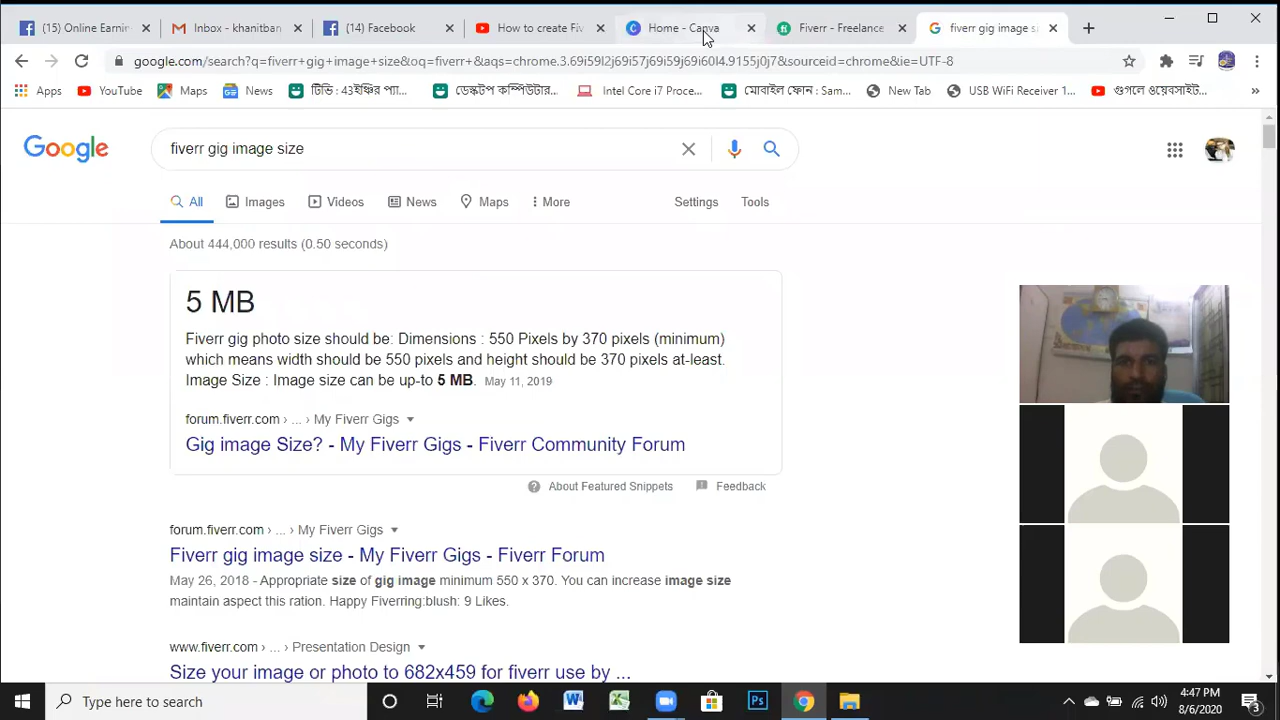 (15) Online Earnin
Inbox - khanitban
(14) Facebook
How to create Fiv
Home - Canva
Fiverr - Freelance
fiverr gig image si
google.com/search?q=fiverr+gig+image+size&oq=fiverr+&aqs=chrome.3.69i59l2j69i57j69i59j69i60l4.9155j0j7&sourceid=chrome&ie=UTF-8
Apps
YouTube
Maps
News
টিভি : 43ইঞ্চির প্যা...
ডেস্কটপ কম্পিউটার...
Intel Core i7 Proce...
মোবাইল ফোন : Sam...
New Tab
USB WiFi Receiver 1...
গুগলে ওয়েবসাইট...
Google
fiverr gig image size
All
Images
Videos
News
Maps
More
Settings
Tools
About 444,000 results (0.50 seconds)
5 MB
Fiverr gig photo size should be: Dimensions : 550 Pixels by 370 pixels (minimum)
which means width should be 550 pixels and height should be 370 pixels at-least.
Image Size : Image size can be up-to 5 MB. May 11, 2019
forum.fiverr.com › ... › My Fiverr Gigs
Gig image Size? - My Fiverr Gigs - Fiverr Community Forum
About Featured Snippets
Feedback
forum.fiverr.com › ... › My Fiverr Gigs
Fiverr gig image size - My Fiverr Gigs - Fiverr Forum
May 26, 2018 - Appropriate size of gig image minimum 550 x 370. You can increase image size
maintain aspect this ration. Happy Fiverring:blush: 9 Likes.
www.fiverr.com › ... › Presentation Design
Size your image or photo to 682x459 for fiverr use by ...
Type here to search
4:47 PM
8/6/2020
3